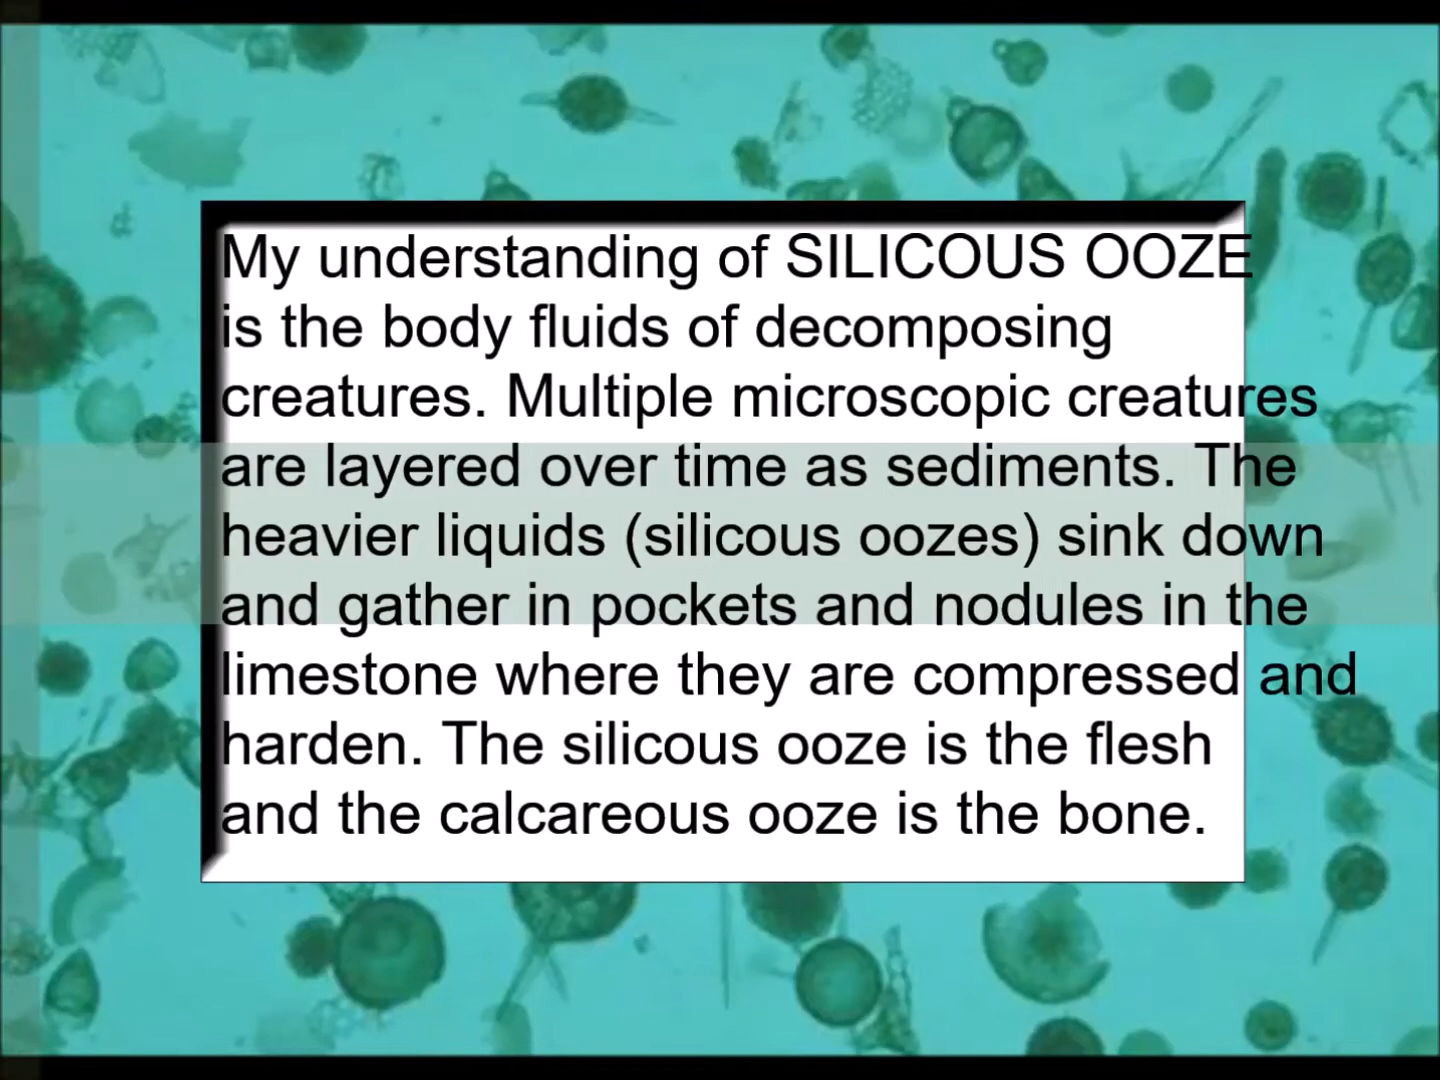 My understanding of SILICOUS OOZE
is the body fluids of decomposing
creatures. Multiple microscopic creatures
are layered over time as sediments. The
heavier liquids (silicous oozes) sink down
and gather in pockets and nodules in the
limestone where they are compressed and
harden. The silicous ooze is the flesh
and the calcareous ooze is the bone.